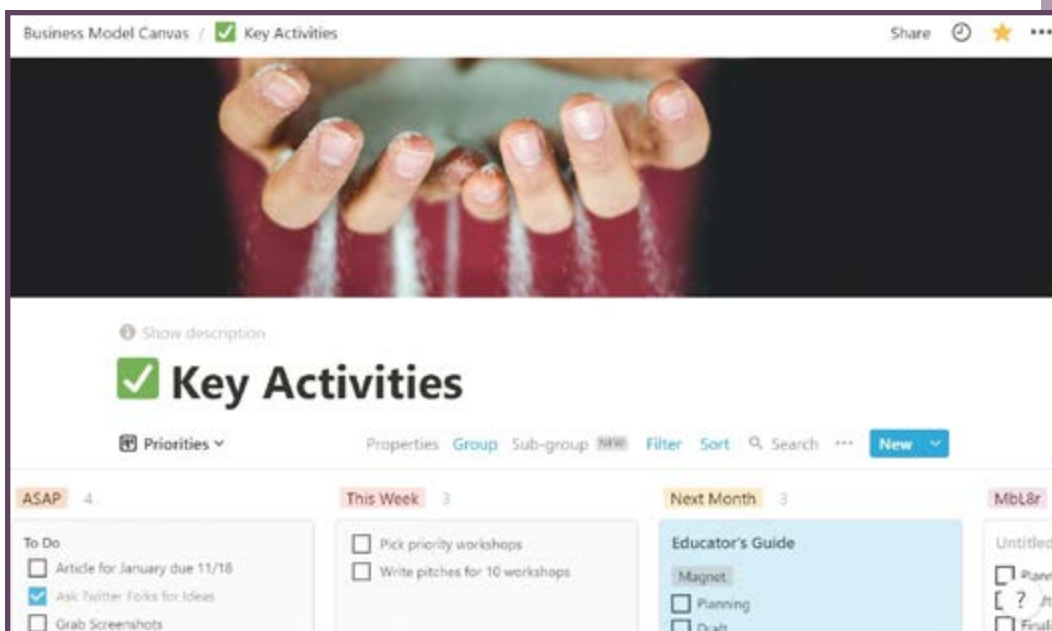 Business Model Canvas / Key Activities
Share
Show description
Key Activities
Priorities
Properties Group Sub-group NEW Filter Sort Search New
ASAP 4
To Do
Article for January due 11/18
Ask Twitter Folks for Ideas
Grab Screenshots
This Week 3
Pick priority workshops
Write pitches for 10 workshops
Next Month 3
Educator's Guide
Magnet
Planning
Draft
MbL8r
Untitled
?